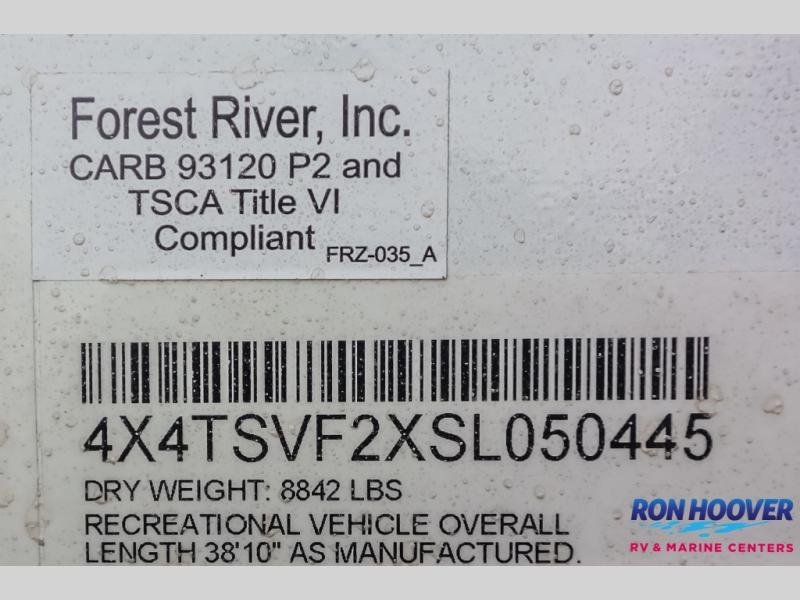 Forest River, Inc.
CARB 93120 P2 and
TSCA Title VI
Compliant
FRZ-035_A
4X4TSVF2XSL050445
DRY WEIGHT: 8842 LBS
RECREATIONAL VEHICLE OVERALL
LENGTH 38'10" AS MANUFACTURED.
RON HOOVER
RV & MARINE CENTERS